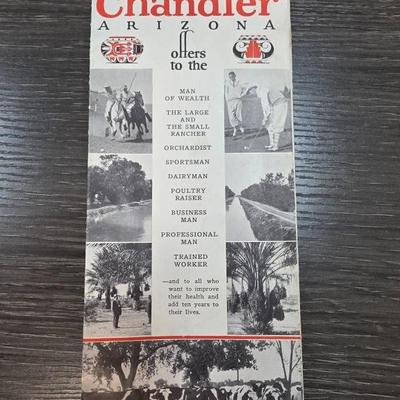 Chandler
ARIZONA
offers
to the
MAN
OF WEALTH
THE LARGE
AND
THE SMALL
RANCHER
ORCHARDIST
SPORTSMAN
DAIRYMAN
POULTRY
RAISER
BUSINESS
MAN
PROFESSIONAL
MAN
TRAINED
WORKER
—and to all who
want to improve
their health and
add ten years to
their lives.